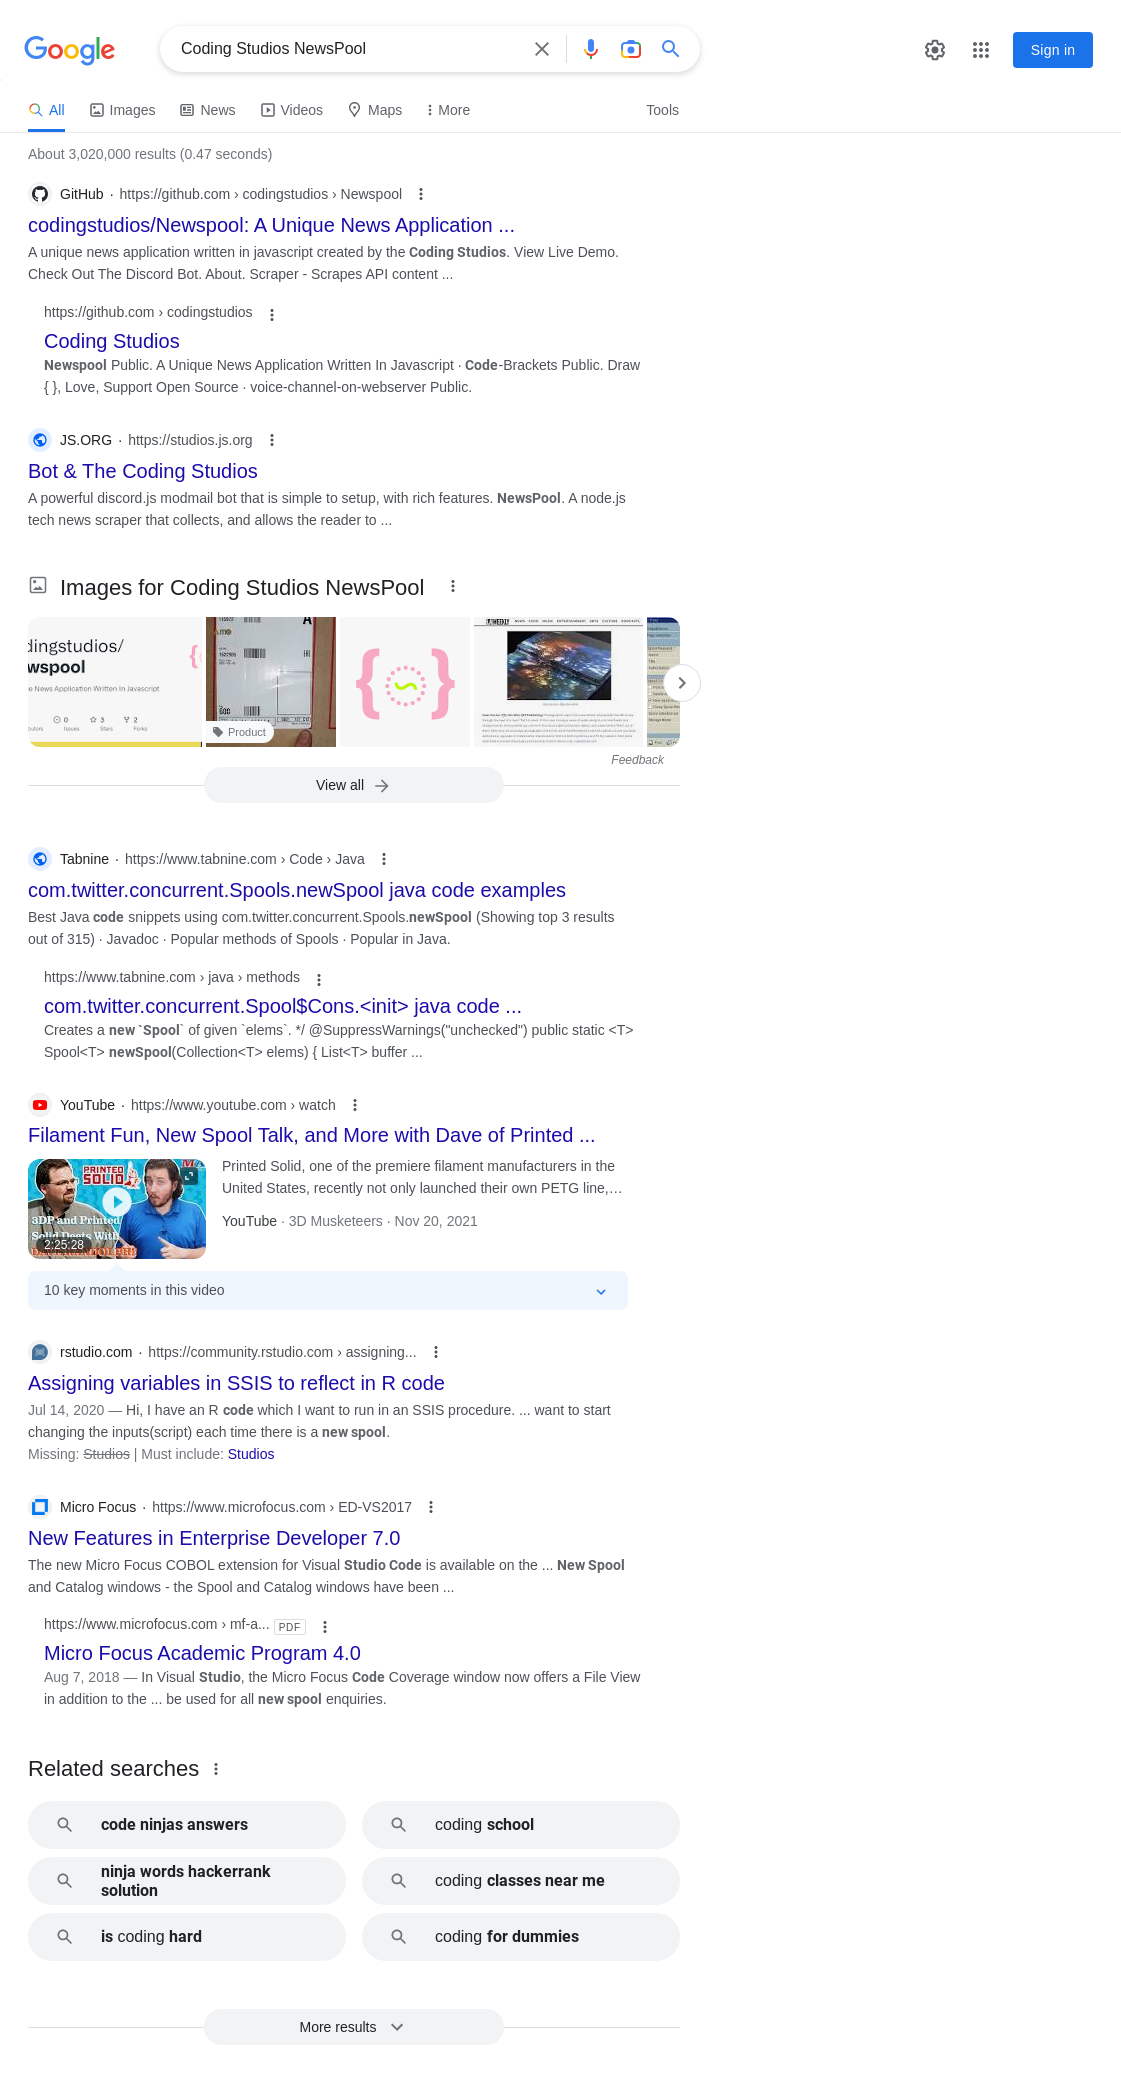 Google
Coding Studios NewsPool
Sign in
All
Images
News
Videos
Maps
More
Tools
About 3,020,000 results (0.47 seconds)
GitHub · https://github.com › codingstudios › Newspool
codingstudios/Newspool: A Unique News Application ...
A unique news application written in javascript created by the Coding Studios. View Live Demo.
Check Out The Discord Bot. About. Scraper - Scrapes API content ...
https://github.com › codingstudios
Coding Studios
Newspool Public. A Unique News Application Written In Javascript · Code-Brackets Public. Draw
{ }, Love, Support Open Source · voice-channel-on-webserver Public.
JS.ORG · https://studios.js.org
Bot & The Coding Studios
A powerful discord.js modmail bot that is simple to setup, with rich features. NewsPool. A node.js
tech news scraper that collects, and allows the reader to ...
Images for Coding Studios NewsPool
dingstudios/
wspool
e News Application Written In Javascript
0
3
2
Issues
Stars
Forks
Product
WEEKLY
Feedback
View all
Tabnine · https://www.tabnine.com › Code › Java
com.twitter.concurrent.Spools.newSpool java code examples
Best Java code snippets using com.twitter.concurrent.Spools.newSpool (Showing top 3 results
out of 315) · Javadoc · Popular methods of Spools · Popular in Java.
https://www.tabnine.com › java › methods
com.twitter.concurrent.Spool$Cons.<init> java code ...
Creates a new `Spool` of given `elems`. */ @SuppressWarnings("unchecked") public static <T>
Spool<T> newSpool(Collection<T> elems) { List<T> buffer ...
YouTube · https://www.youtube.com › watch
Filament Fun, New Spool Talk, and More with Dave of Printed ...
PRINTED
SOLID
3DP and Printed
Solid Deets With
2:25:28
Printed Solid, one of the premiere filament manufacturers in the
United States, recently not only launched their own PETG line,…
YouTube · 3D Musketeers · Nov 20, 2021
10 key moments in this video
rstudio.com · https://community.rstudio.com › assigning...
Assigning variables in SSIS to reflect in R code
Jul 14, 2020 — Hi, I have an R code which I want to run in an SSIS procedure. ... want to start
changing the inputs(script) each time there is a new spool.
Missing: Studios | Must include: Studios
Micro Focus · https://www.microfocus.com › ED-VS2017
New Features in Enterprise Developer 7.0
The new Micro Focus COBOL extension for Visual Studio Code is available on the ... New Spool
and Catalog windows - the Spool and Catalog windows have been ...
https://www.microfocus.com › mf-a... PDF
Micro Focus Academic Program 4.0
Aug 7, 2018 — In Visual Studio, the Micro Focus Code Coverage window now offers a File View
in addition to the ... be used for all new spool enquiries.
Related searches
code ninjas answers
coding school
ninja words hackerrank
solution
coding classes near me
is coding hard
coding for dummies
More results